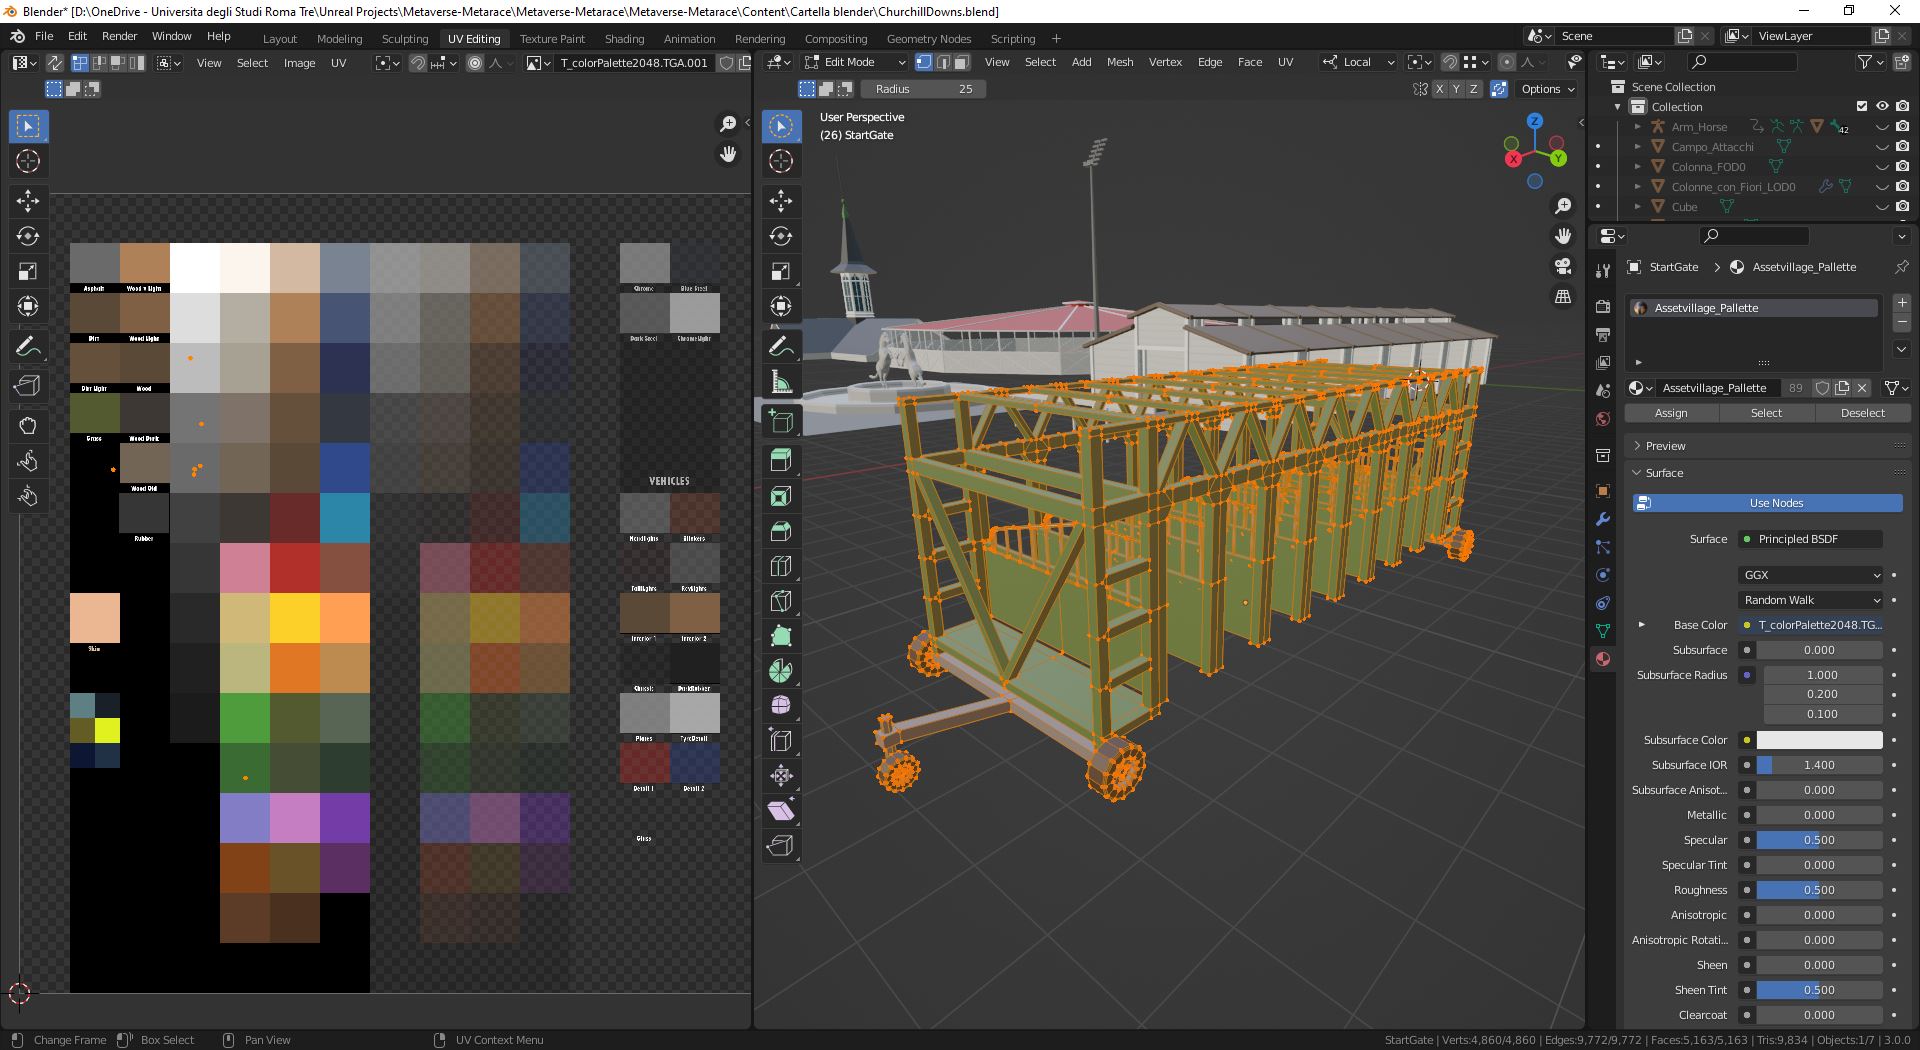 Blender* [D:\OneDrive - Universita degli Studi Roma Tre\Unreal Projects\Metaverse-Metarace\Metaverse-Metarace\Metaverse-Metarace\Content\Cartella blender\ChurchillDowns.blend]
File Edit Render Window Help
Layout Modeling Sculpting UV Editing Texture Paint Shading Animation Rendering Compositing Geometry Nodes Scripting +
Scene
ViewLayer
View Select Image UV
T_colorPalette2048.TGA.001
Edit Mode
View Select Add Mesh Vertex Edge Face UV
Local
Radius 25
X Y Z
Options
User Perspective
(26) StartGate
Z
X
Y
Asphalt
Chrome
Blue Steel
Dirt
Wood Light
Dark Steel
Chrome Light
Dirt Light
Wood
Grass
Wood Dark
Wood Old
VEHICLES
Rubber
Headlights
Blinkers
Taillights
Revlights
Interior 1
Interior 2
Skin
Chassis
Plates
Detail 1
Detail 2
Glass
Scene Collection
Collection
Arm_Horse
42
Campo_Attacchi
Colonna_FOD0
Colonne_con_Fiori_LOD0
Cube
StartGate > Assetvillage_Pallette
Assetvillage_Pallette
Assetvillage_Pallette 89
Assign Select Deselect
Preview
Surface
Use Nodes
Surface Principled BSDF
GGX
Random Walk
Base Color T_colorPalette2048.TG...
Subsurface 0.000
Subsurface Radius 1.000
0.200
0.100
Subsurface Color
Subsurface IOR 1.400
Subsurface Anisot... 0.000
Metallic 0.000
Specular 0.500
Specular Tint 0.000
Roughness 0.500
Anisotropic 0.000
Anisotropic Rotati... 0.000
Sheen 0.000
Sheen Tint 0.500
Clearcoat 0.000
Change Frame Box Select Pan View UV Context Menu
StartGate | Verts:4,860/4,860 | Edges:9,772/9,772 | Faces:5,163/5,163 | Tris:9,834 | Objects:1/7 | 3.0.0